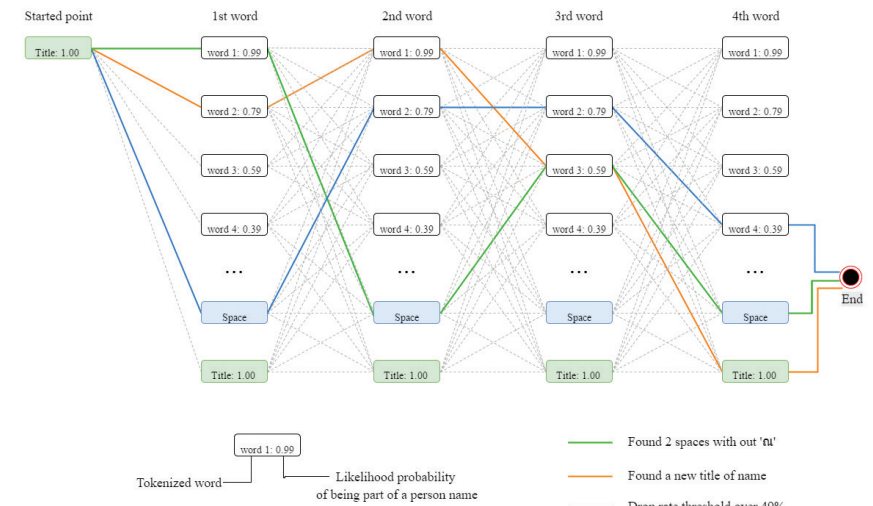 Started point
1st word
2nd word
3rd word
4th word
Title: 1.00
word 1: 0.99
word 1: 0.99
word 1: 0.99
word 1: 0.99
word 2: 0.79
word 2: 0.79
word 2: 0.79
word 2: 0.79
word 3: 0.59
word 3: 0.59
word 3: 0.59
word 3: 0.59
word 4: 0.39
word 4: 0.39
word 4: 0.39
word 4: 0.39
...
...
...
...
End
Space
Space
Space
Space
Title: 1.00
Title: 1.00
Title: 1.00
Title: 1.00
word 1: 0.99
Tokenized word
Likelihood probability
of being part of a person name
Found 2 spaces with out 'ณ'
Found a new title of name
Drop rate threshold over 40%